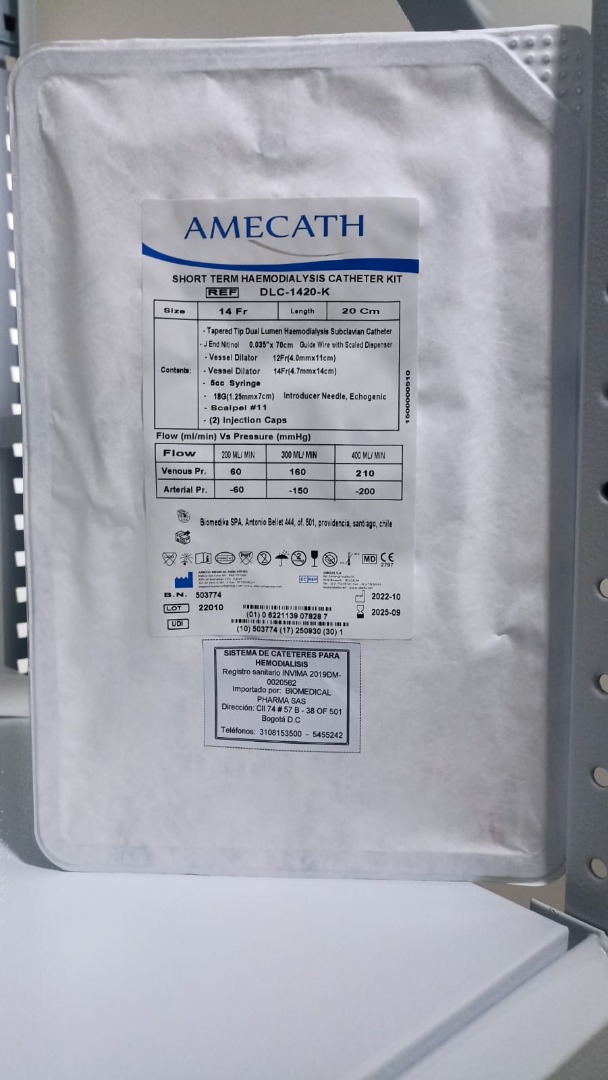 AMECATH
SHORT TERM HAEMODIALYSIS CATHETER KIT
REF DLC-1420-K
Size 14 Fr Length 20 Cm
Contents:
- Tapered Tip Dual Lumen Haemodialysis Subclavian Catheter
- J End Nitinol 0.035"x 70cm Guide Wire with Scaled Dispenser
- Vessel Dilator 12Fr(4.0mmx11cm)
- Vessel Dilator 14Fr(4.7mmx14cm)
- 5cc Syringe
- 18G(1.25mmx7cm) Introducer Needle, Echogenic
- Scalpel #11
- (2) Injection Caps
1500000510
Flow (ml/min) Vs Pressure (mmHg)
Flow 200 ML/ MIN 300 ML/ MIN 400 ML/ MIN
Venous Pr. 60 160 210
Arterial Pr. -60 -150 -200
Biomedika SPA, Antonio Bellet 444, of. 501, providencia, santiago, chile
MD CE
2797
EC REP
B.N. 503774
2022-10
LOT 22010
2025-09
UDI
(01) 0 6221139 07828 7
(10) 503774 (17) 250930 (30) 1
SISTEMA DE CATETERES PARA
HEMODIALISIS
Registro sanitario INVIMA 2019DM-
0020562
Importado por: BIOMEDICAL
PHARMA SAS
Dirección: Cll 74 # 57 B - 38 OF 501
Bogotá D.C
Teléfonos: 3108153500 - 5455242